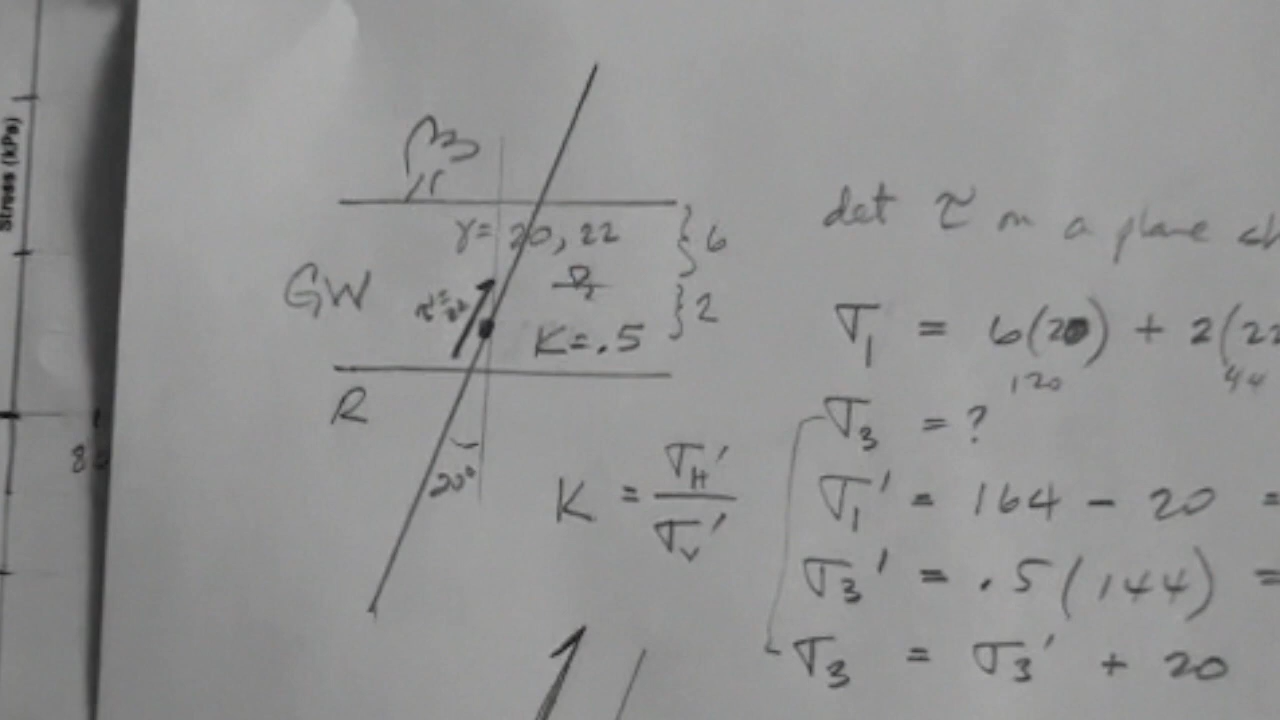 Stress (kPa)
8
γ = 20, 22
6
GW
2
K = .5
R
20°
K = σH' / σv'
det τ on a plane
σ1 = 6(20) + 2(22
120 44
σ3 = ?
σ1' = 164 - 20 =
σ3' = .5(144) =
σ3 = σ3' + 20